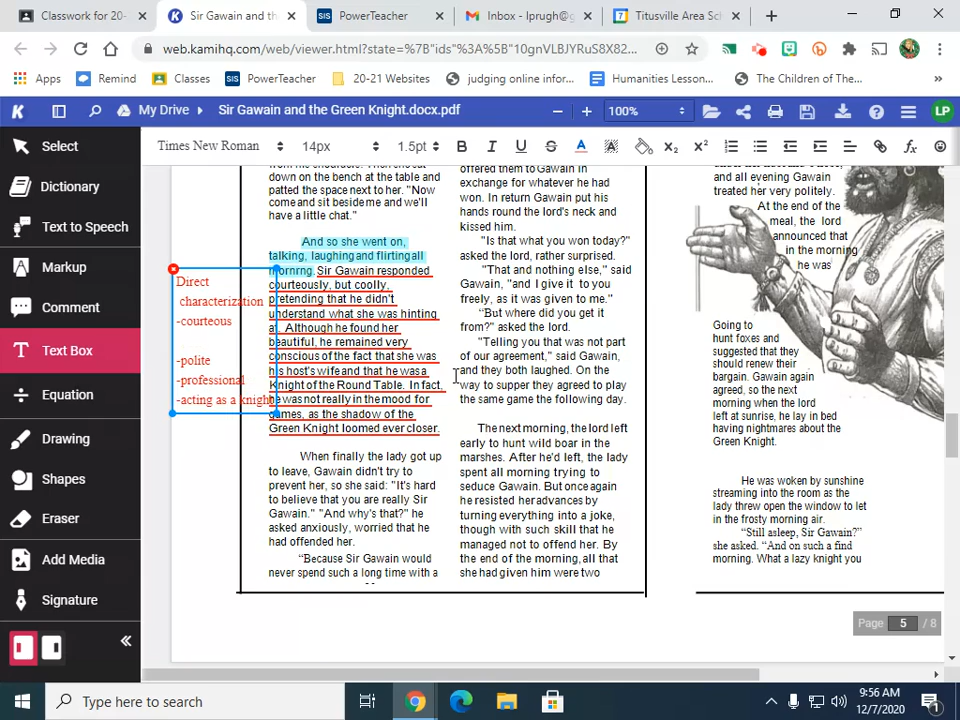 Classwork for 20-
Sir Gawain and th
PowerTeacher
Inbox - lprugh@g
Titusville Area Sc
web.kamihq.com/web/viewer.html?state=%7B"ids"%3A%5B"10gnVLBJYRuS8X82...
Apps
Remind
Classes
PowerTeacher
20-21 Websites
judging online infor...
Humanities Lesson...
The Children of The...
My Drive
Sir Gawain and the Green Knight.docx.pdf
100%
LP
Times New Roman
14px
1.5pt
Select
Dictionary
Text to Speech
Markup
Comment
Text Box
Equation
Drawing
Shapes
Eraser
Add Media
Signature
down on the bench at the table and
patted the space next to her. "Now
come and sit beside me and we'll
have a little chat."
And so she went on,
talking, laughing and flirting all
mornrng. Sir Gawain responded
courteously, but coolly,
pretending that he didn't
understand what she was hinting
at. Although he found her
beautiful, he remained very
conscious of the fact that she was
his host's wife and that he was a
Knight of the Round Table. In fact,
he was not really in the mood for
games, as the shadow of the
Green Knight loomed ever closer.
When finally the lady got up
to leave, Gawain didn't try to
prevent her, so she said: "It's hard
to believe that you are really Sir
Gawain." "And why's that?" he
asked anxiously, worried that he
had offended her.
"Because Sir Gawain would
never spend such a long time with a
Direct
characterization
-courteous
-polite
-professional
-acting as a knight
offered them to Gawain in
exchange for whatever he had
won. In return Gawain put his
hands round the lord's neck and
kissed him.
"Is that what you won today?"
asked the lord, rather surprised.
"That and nothing else," said
Gawain, "and I give it to you
freely, as it was given to me."
"But where did you get it
from?" asked the lord.
"Telling you that was not part
of our agreement," said Gawain,
and they both laughed. On the
way to supper they agreed to play
the same game the following day.
The next morning, the lord left
early to hunt wild boar in the
marshes. After he'd left, the lady
spent all morning trying to
seduce Gawain. But once again
he resisted her advances by
turning everything into a joke,
though with such skill that he
managed not to offend her. By
the end of the morning, all that
she had given him were two
and all evening Gawain
treated him very politely.
At the end of the
meal, the lord
announced that
in the morning
he was
Going to
hunt foxes and
suggested that they
should renew their
bargain. Gawain again
agreed, so the next
morning when the lord
left at sunrise, he lay in bed
having nightmares about the
Green Knight.
He was woken by sunshine
streaming into the room as the
lady threw open the window to let
in the frosty morning air.
"Still asleep, Sir Gawain?"
she asked. "And on such a find
morning. What a lazy knight you
Page 5 / 8
Type here to search
9:56 AM
12/7/2020